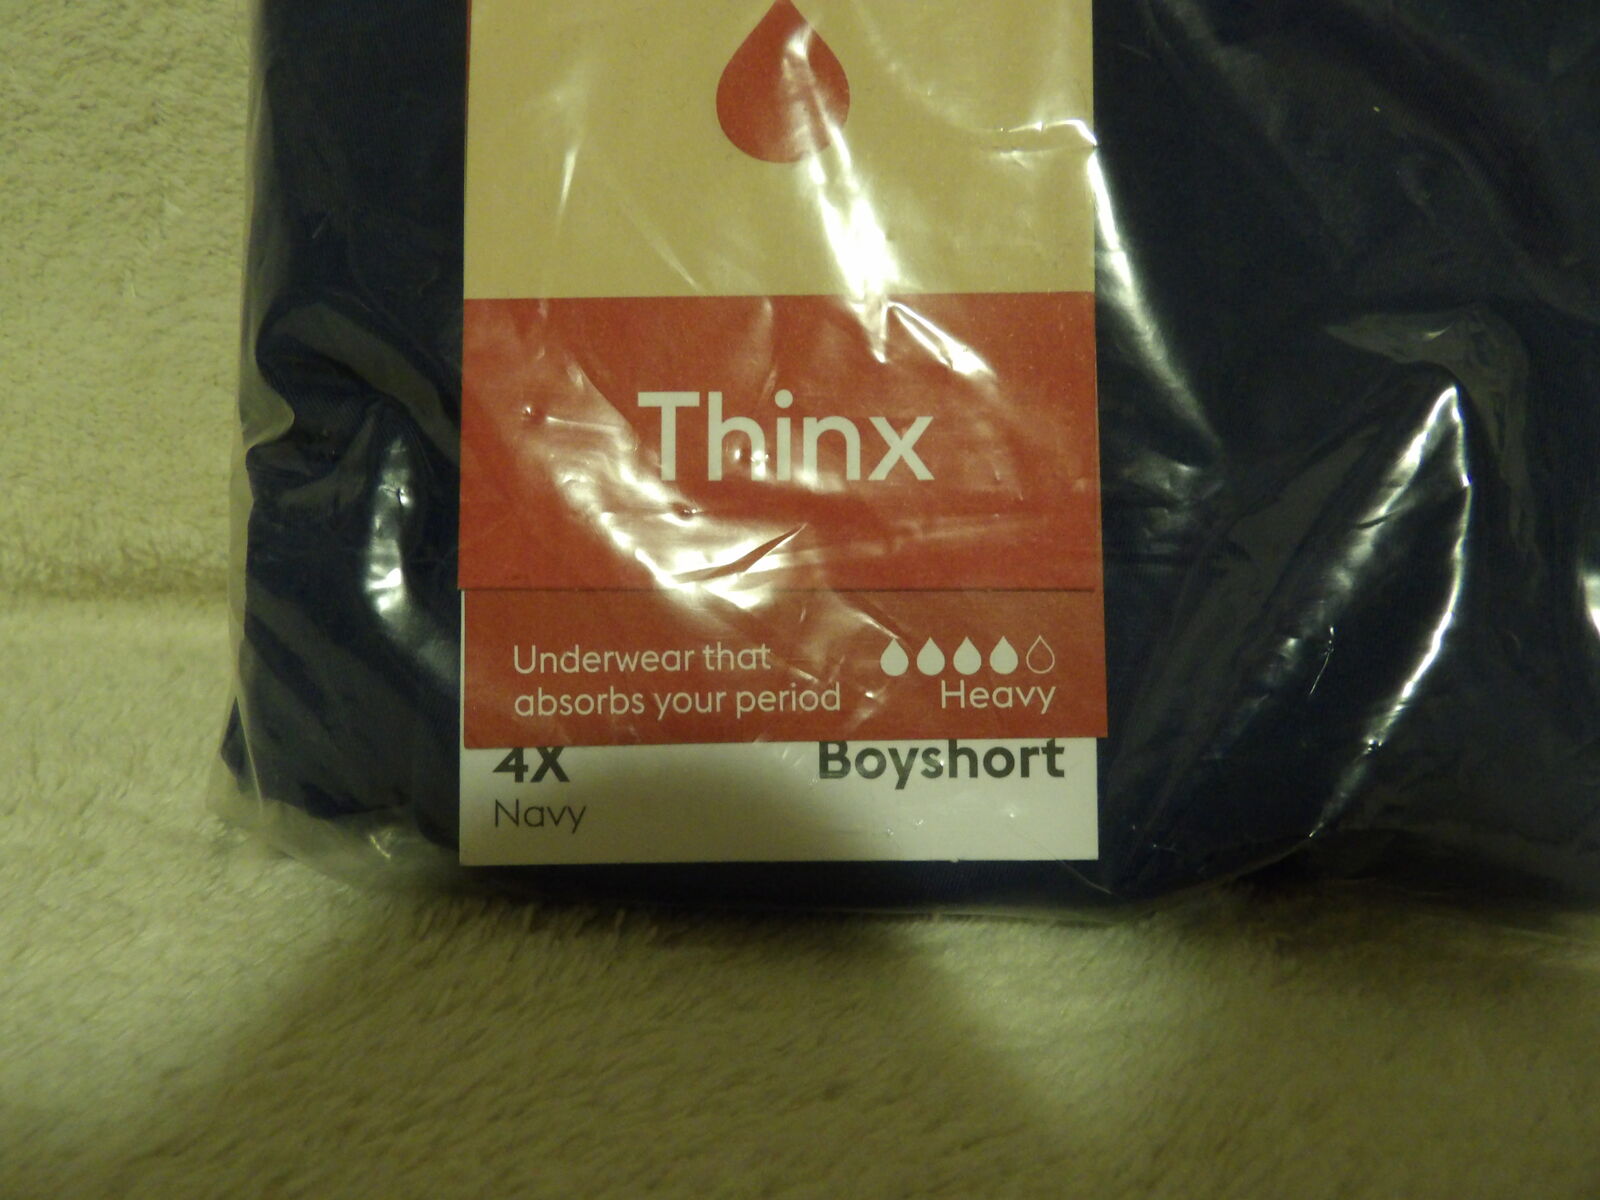 Thinx
Underwear that
absorbs your period
Heavy
4X
Boyshort
Navy